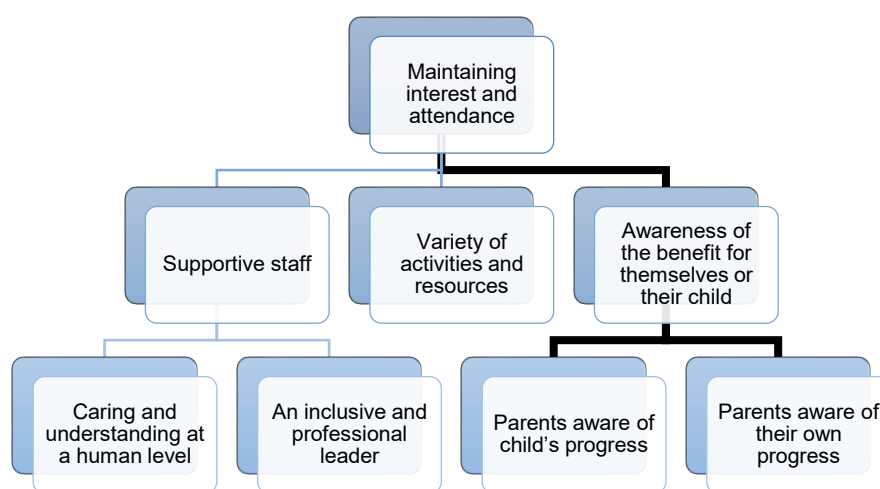 Maintaining
interest and
attendance
Supportive staff
Variety of
activities and
resources
Awareness of
the benefit for
themselves or
their child
Caring and
understanding at
a human level
An inclusive and
professional
leader
Parents aware of
child’s progress
Parents aware of
their own
progress